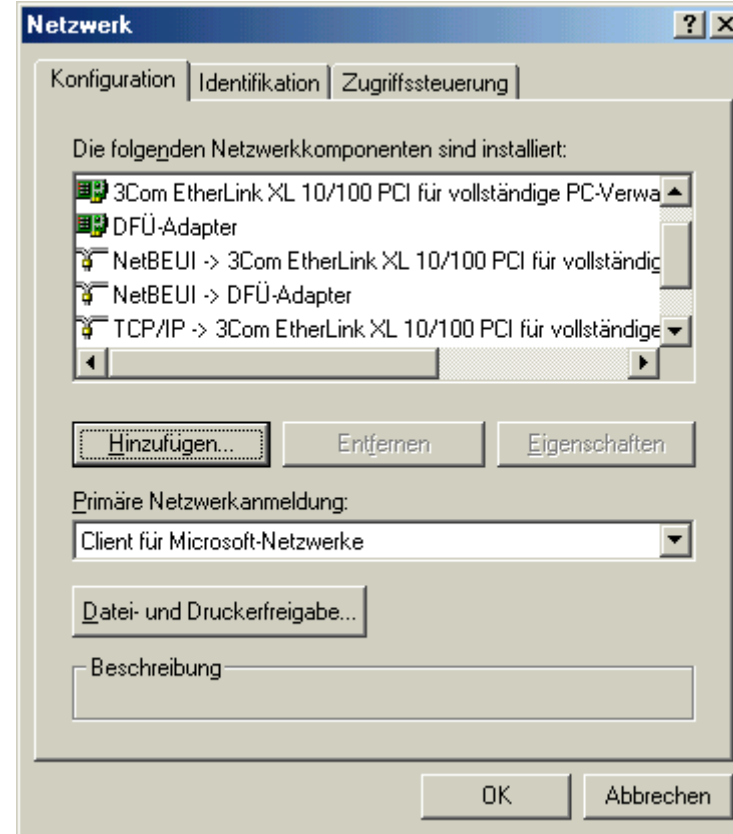 Netzwerk
Konfiguration Identifikation Zugriffssteuerung
Die folgenden Netzwerkkomponenten sind installiert:
3Com EtherLink XL 10/100 PCI für vollständige PC-Verwa
DFÜ-Adapter
NetBEUI -> 3Com EtherLink XL 10/100 PCI für vollständig
NetBEUI -> DFÜ-Adapter
TCP/IP -> 3Com EtherLink XL 10/100 PCI für vollständige
Hinzufügen... Entfernen Eigenschaften
Primäre Netzwerkanmeldung:
Client für Microsoft-Netzwerke
Datei- und Druckerfreigabe...
Beschreibung
OK Abbrechen